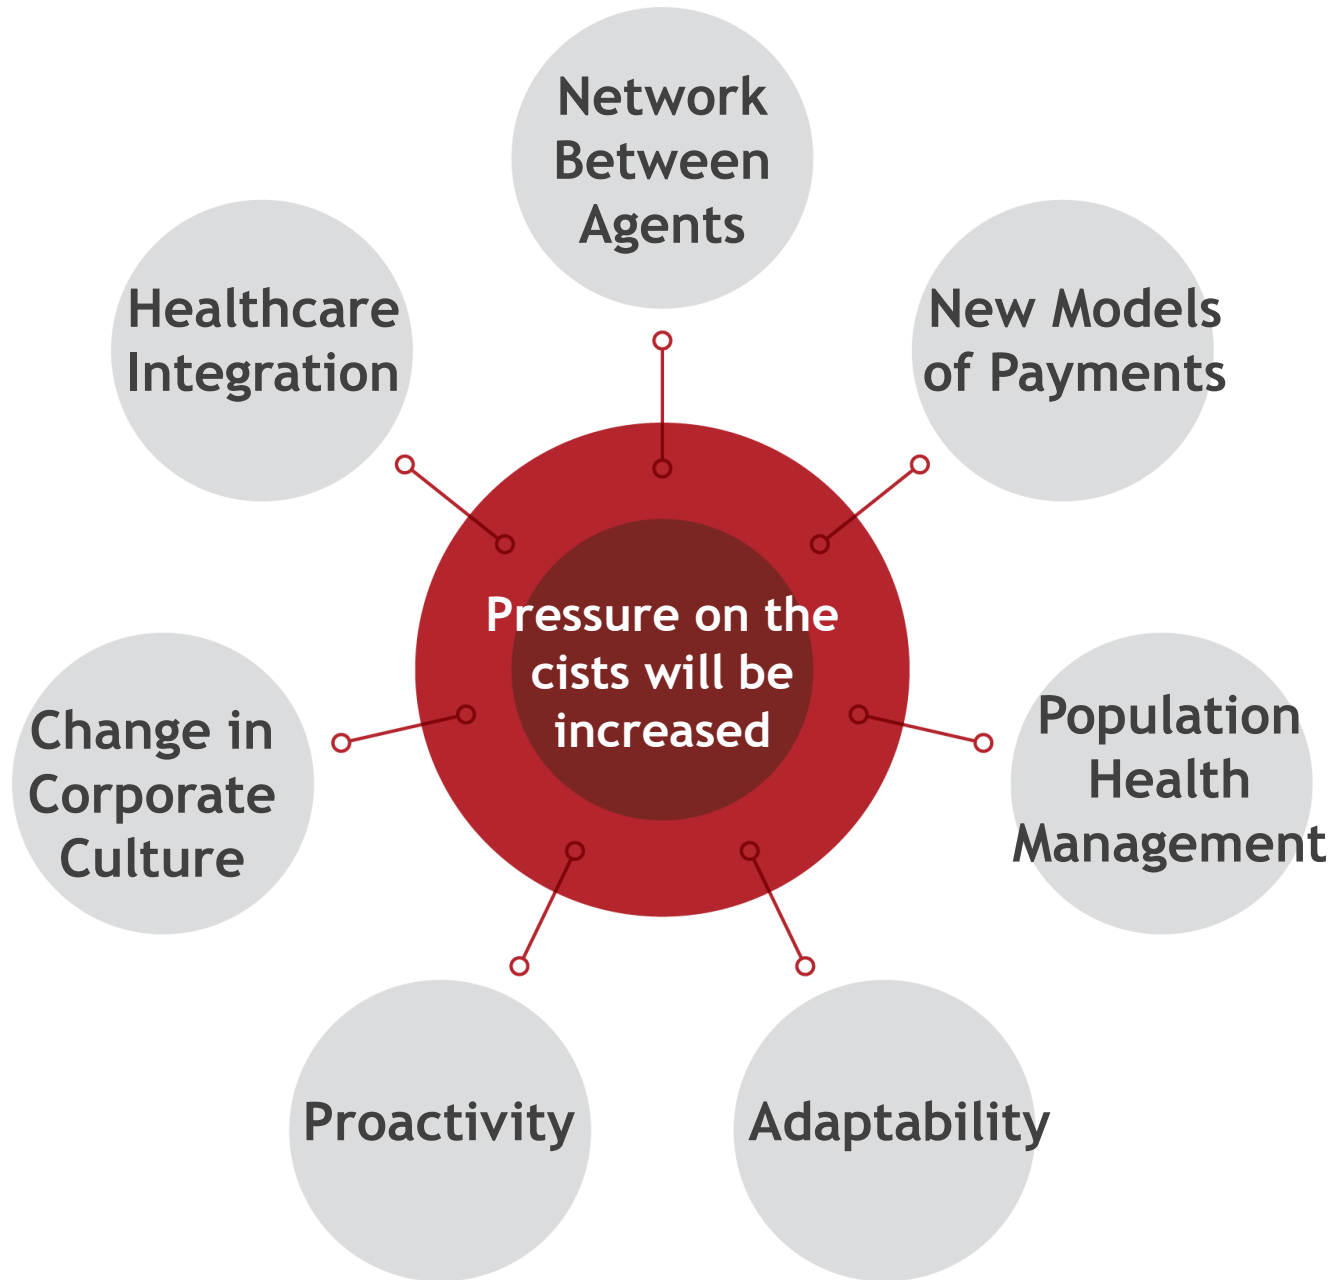 Network
Between
Agents
New Models
of Payments
Population
Health
Management
Adaptability
Proactivity
Change in
Corporate
Culture
Healthcare
Integration
Pressure on the
cists will be
increased